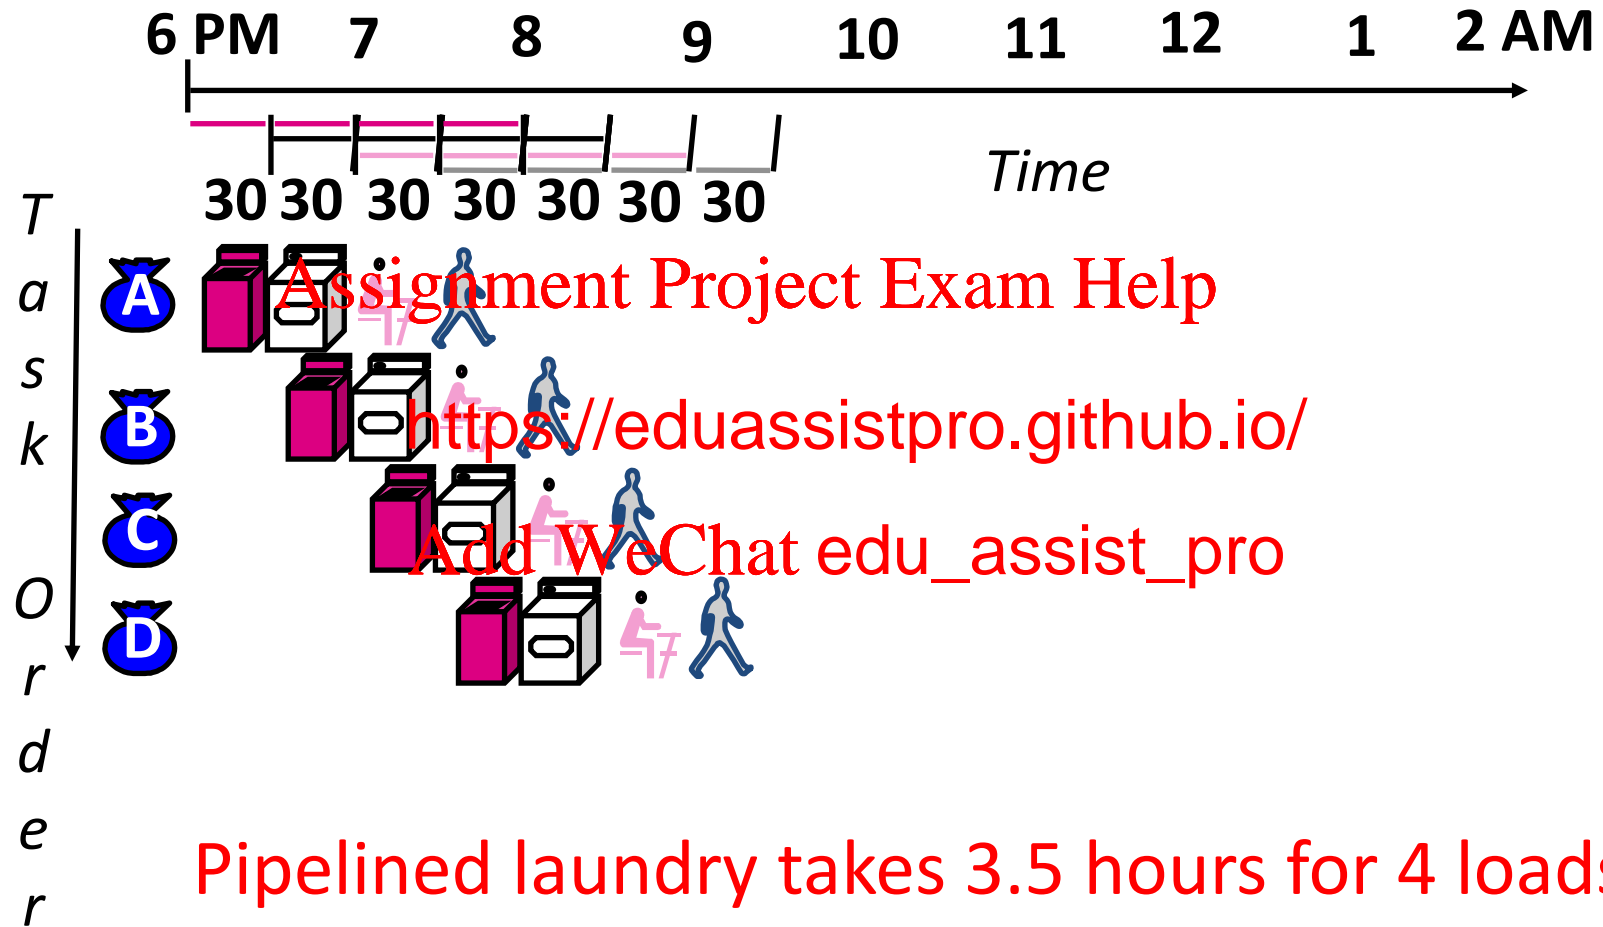 6 PM 7 8 9 10 11 12 1 2 AM
Time
30 30 30 30 30 30 30
Task Order
A
Assignment Project Exam Help
B
https://eduassistpro.github.io/
C
Add WeChat edu_assist_pro
D
Pipelined laundry takes 3.5 hours for 4 loads